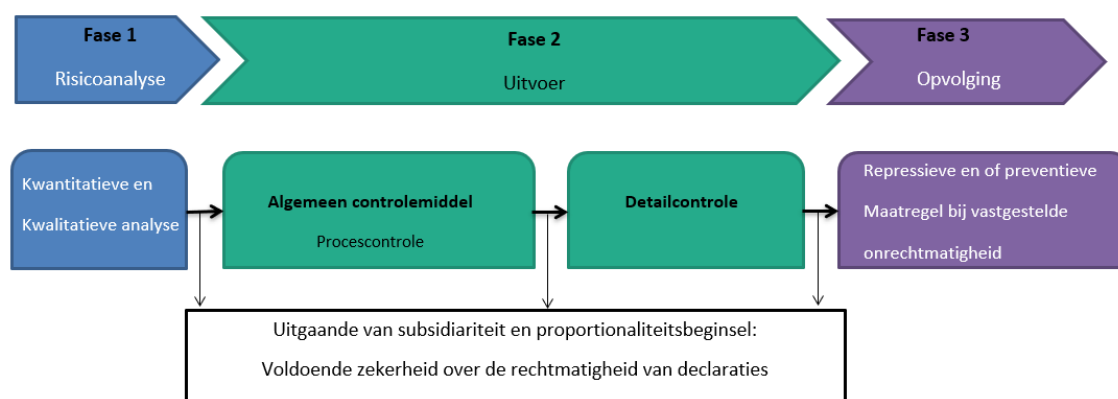 Fase 1
Risicoanalyse
Fase 2
Uitvoer
Fase 3
Opvolging
Kwantitatieve en
Kwalitatieve analyse
Algemeen controlemiddel
Procescontrole
Detailcontrole
Repressieve en of preventieve
Maatregel bij vastgestelde
onrechtmatigheid
Uitgaande van subsidiariteit en proportionaliteitsbeginsel:
Voldoende zekerheid over de rechtmatigheid van declaraties